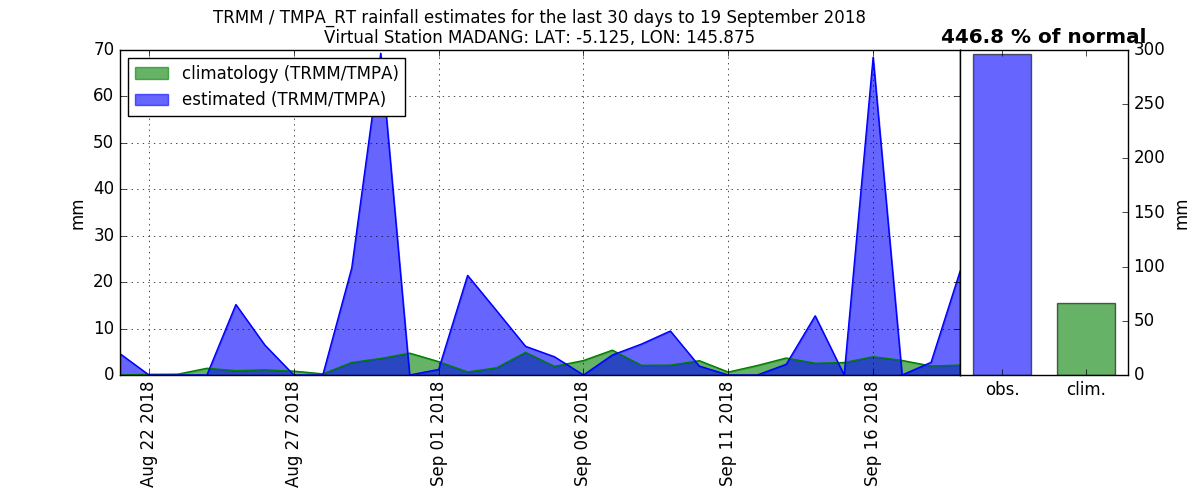 TRMM / TMPA_RT rainfall estimates for the last 30 days to 19 September 2018
Virtual Station MADANG: LAT: -5.125, LON: 145.875
446.8 % of normal
climatology (TRMM/TMPA)
estimated (TRMM/TMPA)
mm
70
60
50
40
30
20
10
0
Aug 22 2018
Aug 27 2018
Sep 01 2018
Sep 06 2018
Sep 11 2018
Sep 16 2018
obs.
clim.
300
250
200
150
100
50
0
mm